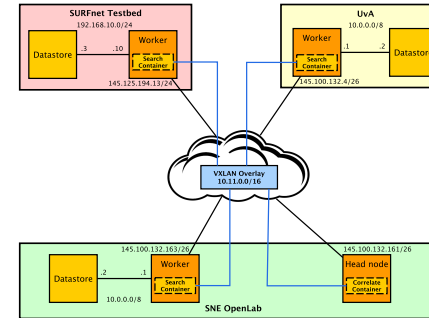 SURFnet Testbed
192.168.10.0/24
Datastore
.3
.10
Worker
Search
Container
145.125.194.13/24
UvA
10.0.0.0/8
Worker
Search
Container
.1
.2
Datastore
145.100.132.4/26
VXLAN Overlay
10.11.0.0/16
145.100.132.163/26
145.100.132.161/26
Datastore
.2
.1
Worker
Search
Container
10.0.0.0/8
Head node
Correlate
Container
SNE OpenLab